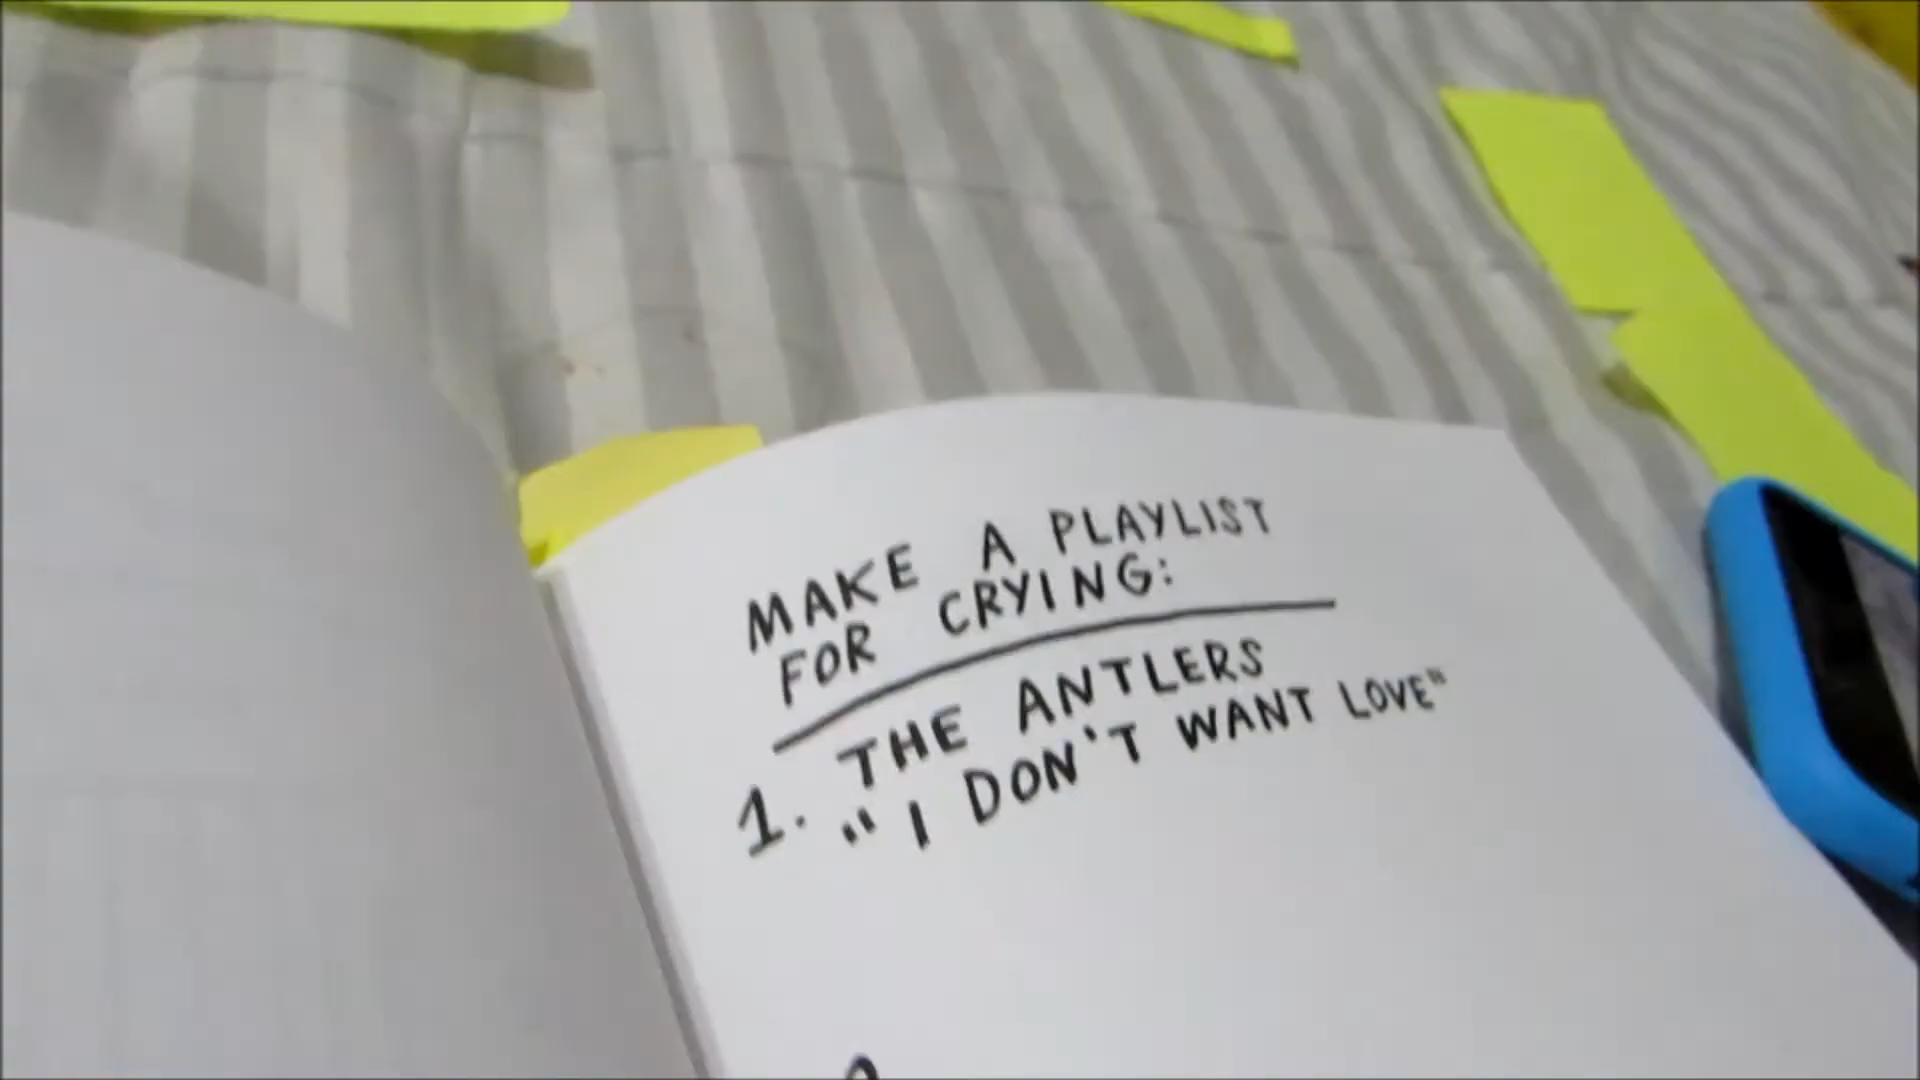 MAKE A PLAYLIST
FOR CRYING:
THE ANTLERS
1. "I DON'T WANT LOVE"